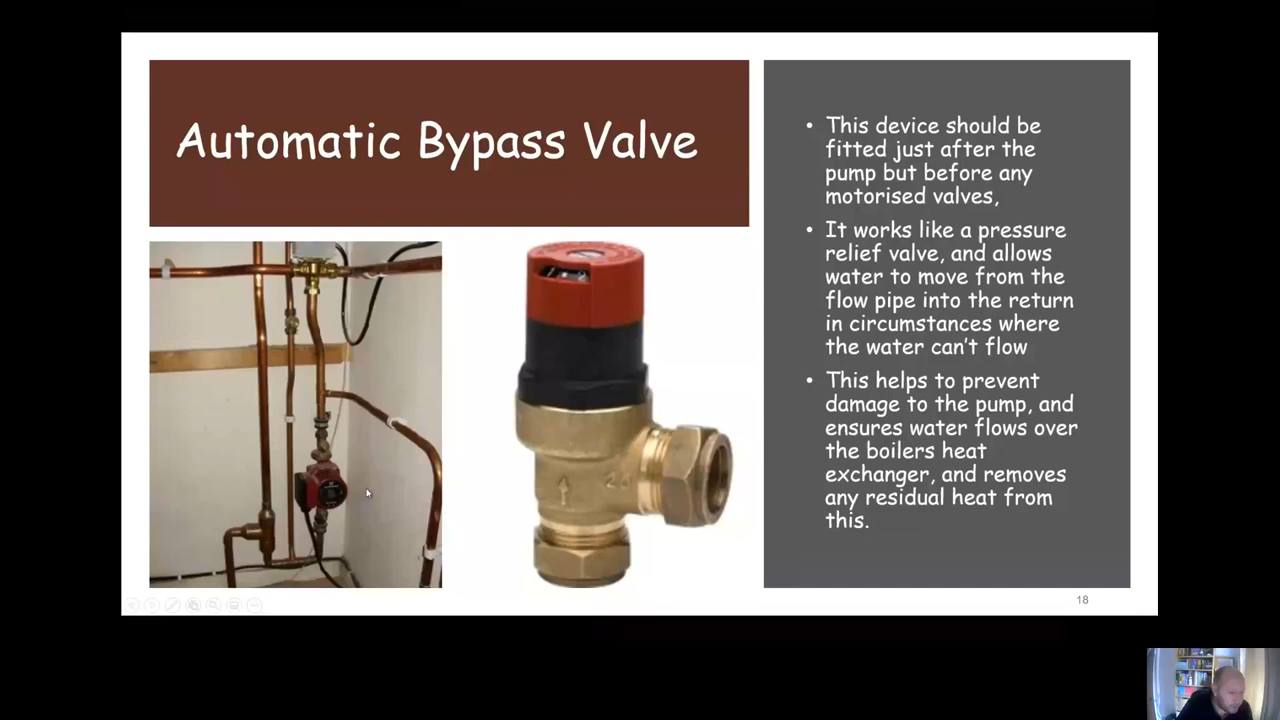 Automatic Bypass Valve
• This device should be
fitted just after the
pump but before any
motorised valves,
• It works like a pressure
relief valve, and allows
water to move from the
flow pipe into the return
in circumstances where
the water can’t flow
• This helps to prevent
damage to the pump, and
ensures water flows over
the boilers heat
exchanger, and removes
any residual heat from
this.
18